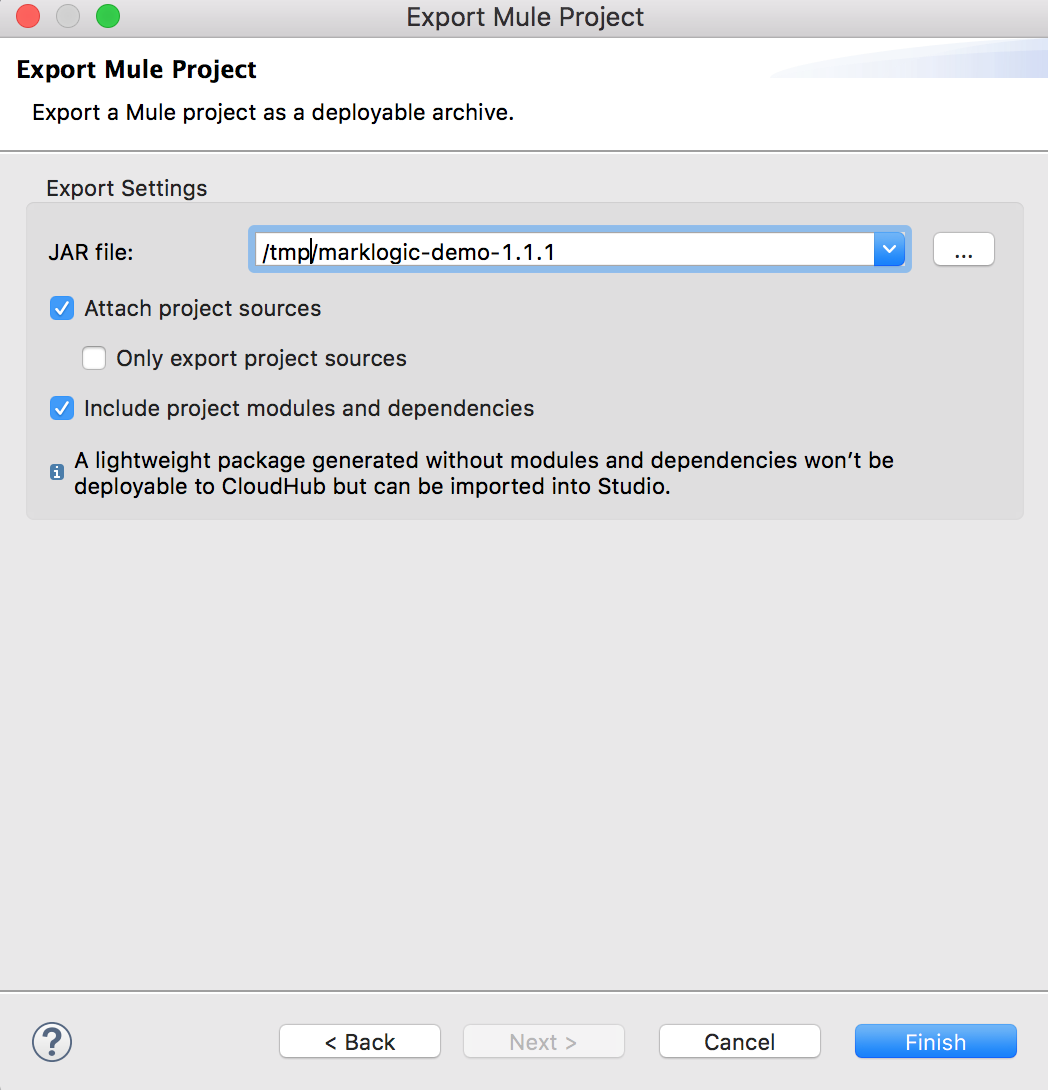 Export Mule Project
Export Mule Project
Export a Mule project as a deployable archive.
Export Settings
JAR file:
/tmp/marklogic-demo-1.1.1
...
Attach project sources
Only export project sources
Include project modules and dependencies
A lightweight package generated without modules and dependencies won't be
deployable to CloudHub but can be imported into Studio.
?
< Back
Next >
Cancel
Finish